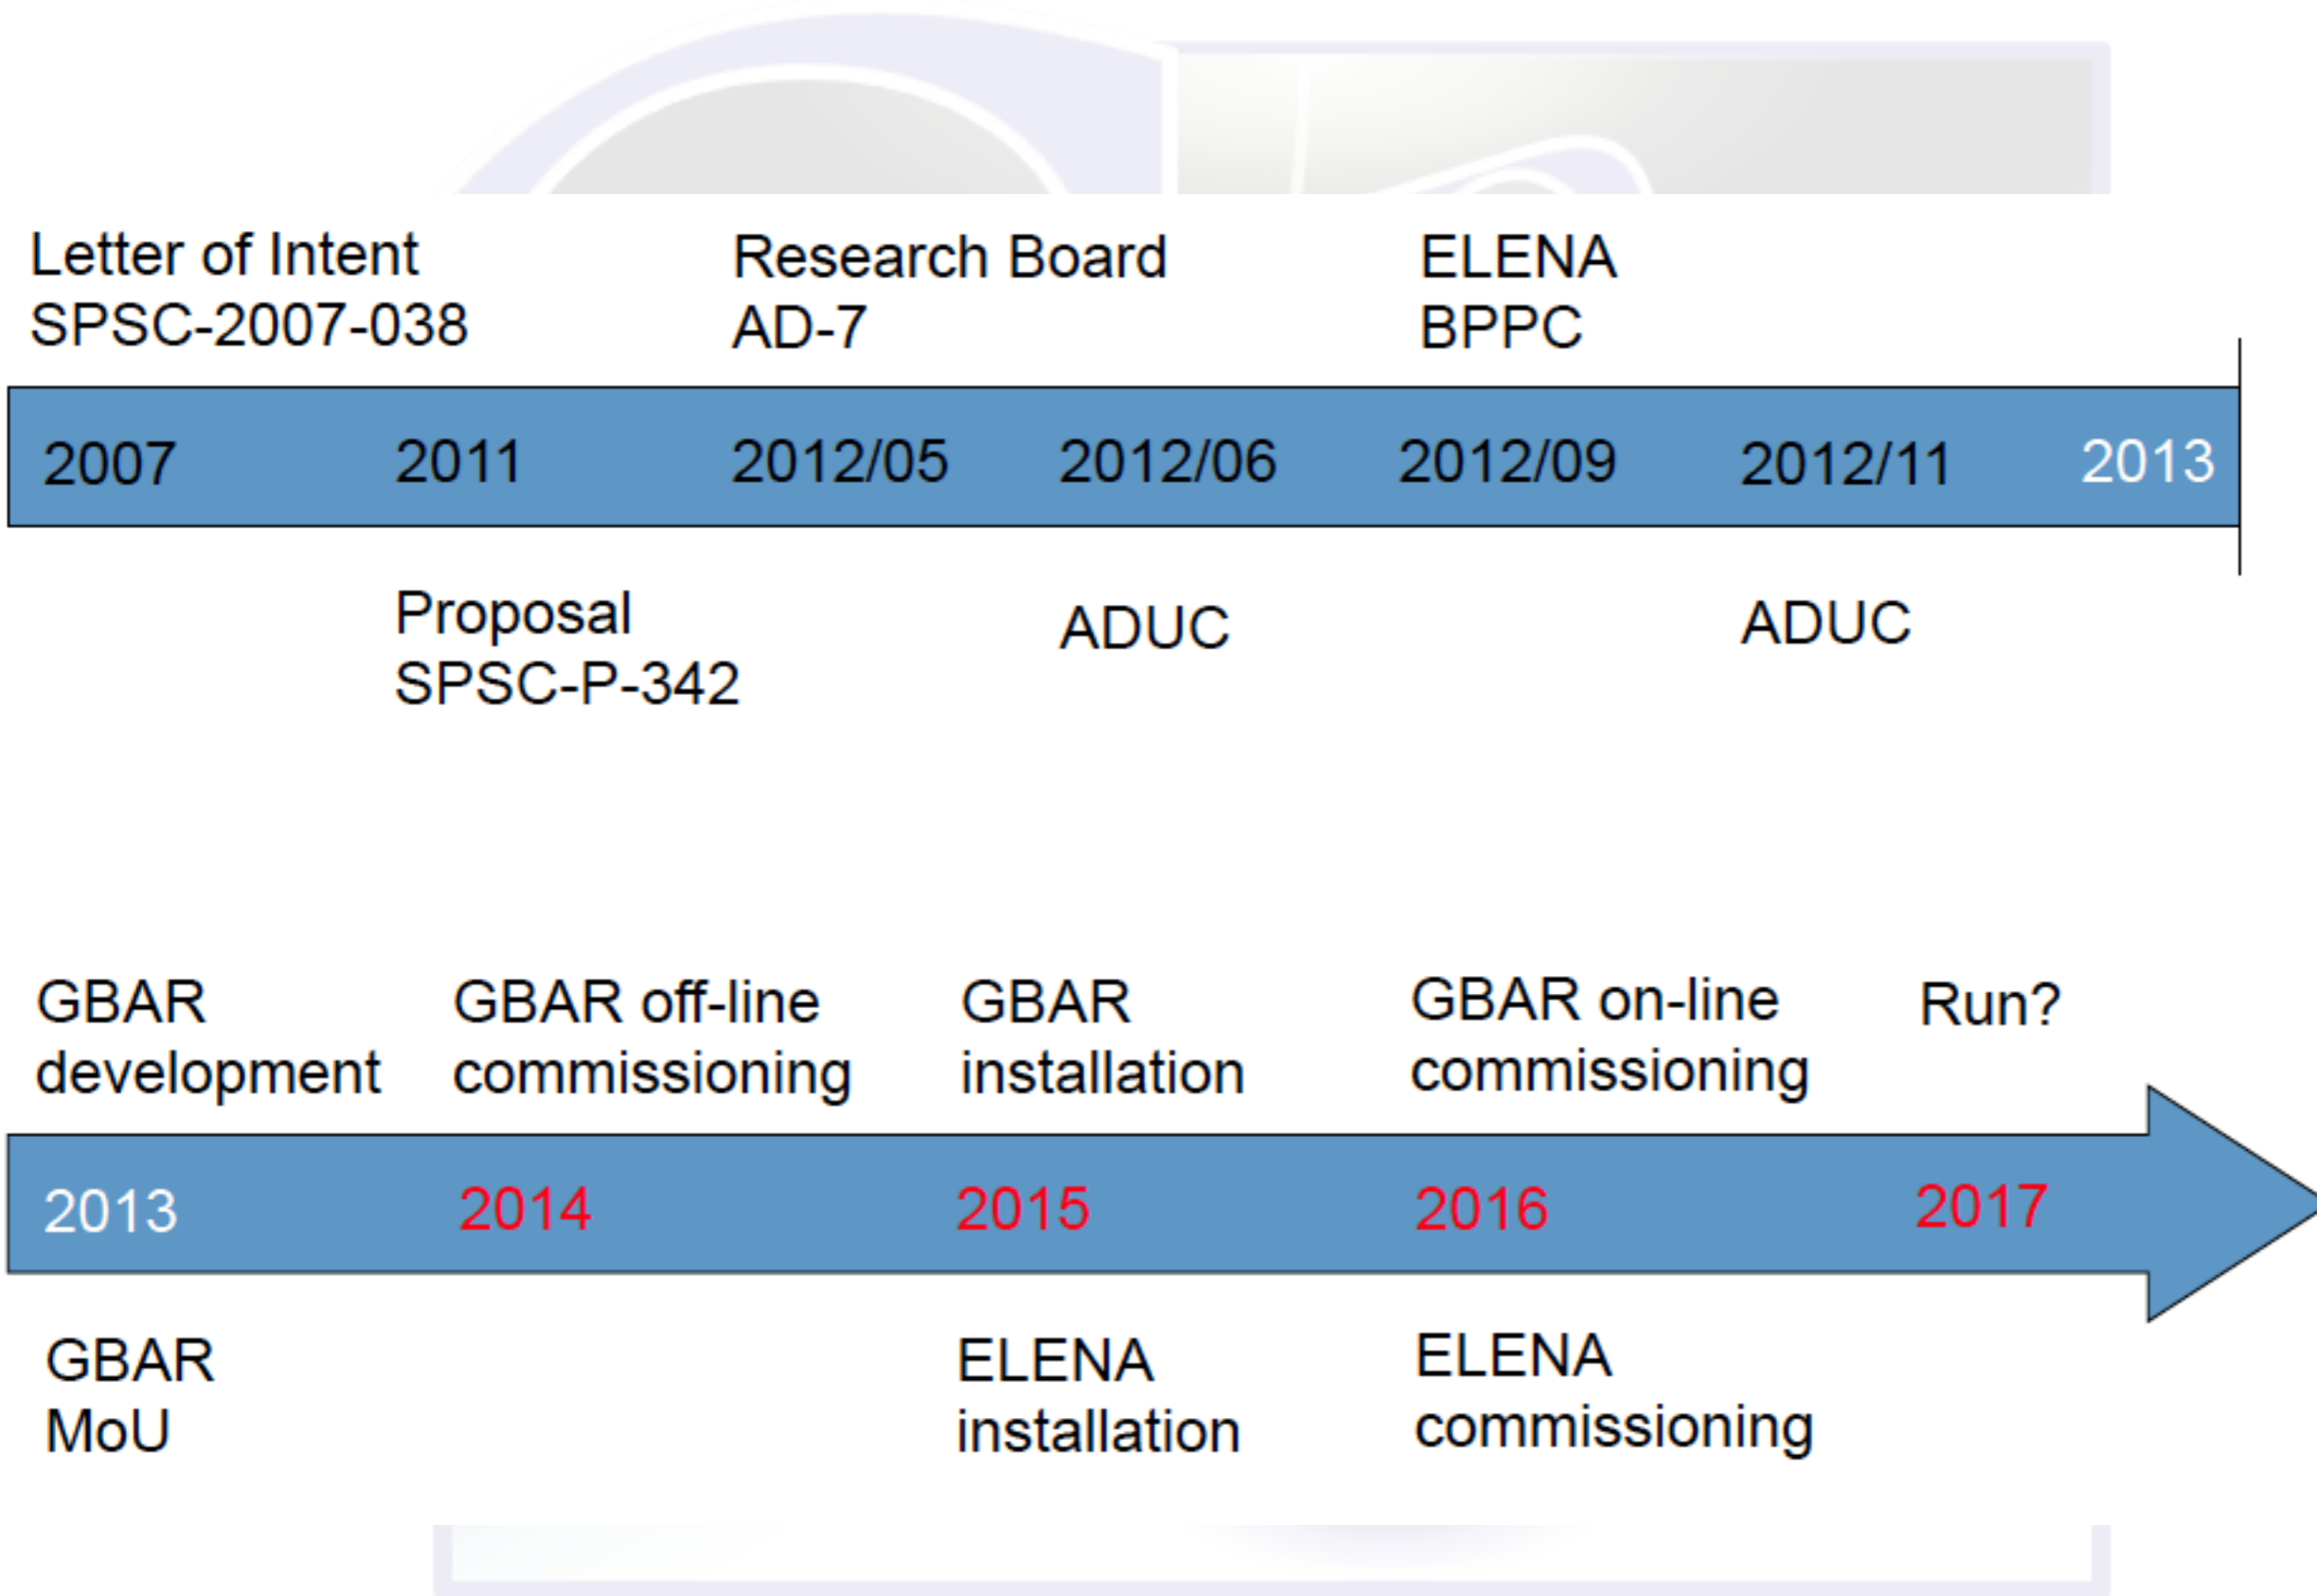 Letter of Intent
SPSC-2007-038
Research Board
AD-7
ELENA
BPPC
2007 2011 2012/05 2012/06 2012/09 2012/11 2013
Proposal
SPSC-P-342
ADUC
ADUC
GBAR
development
GBAR off-line
commissioning
GBAR
installation
GBAR on-line
commissioning
Run?
2013 2014 2015 2016 2017
GBAR
MoU
ELENA
installation
ELENA
commissioning